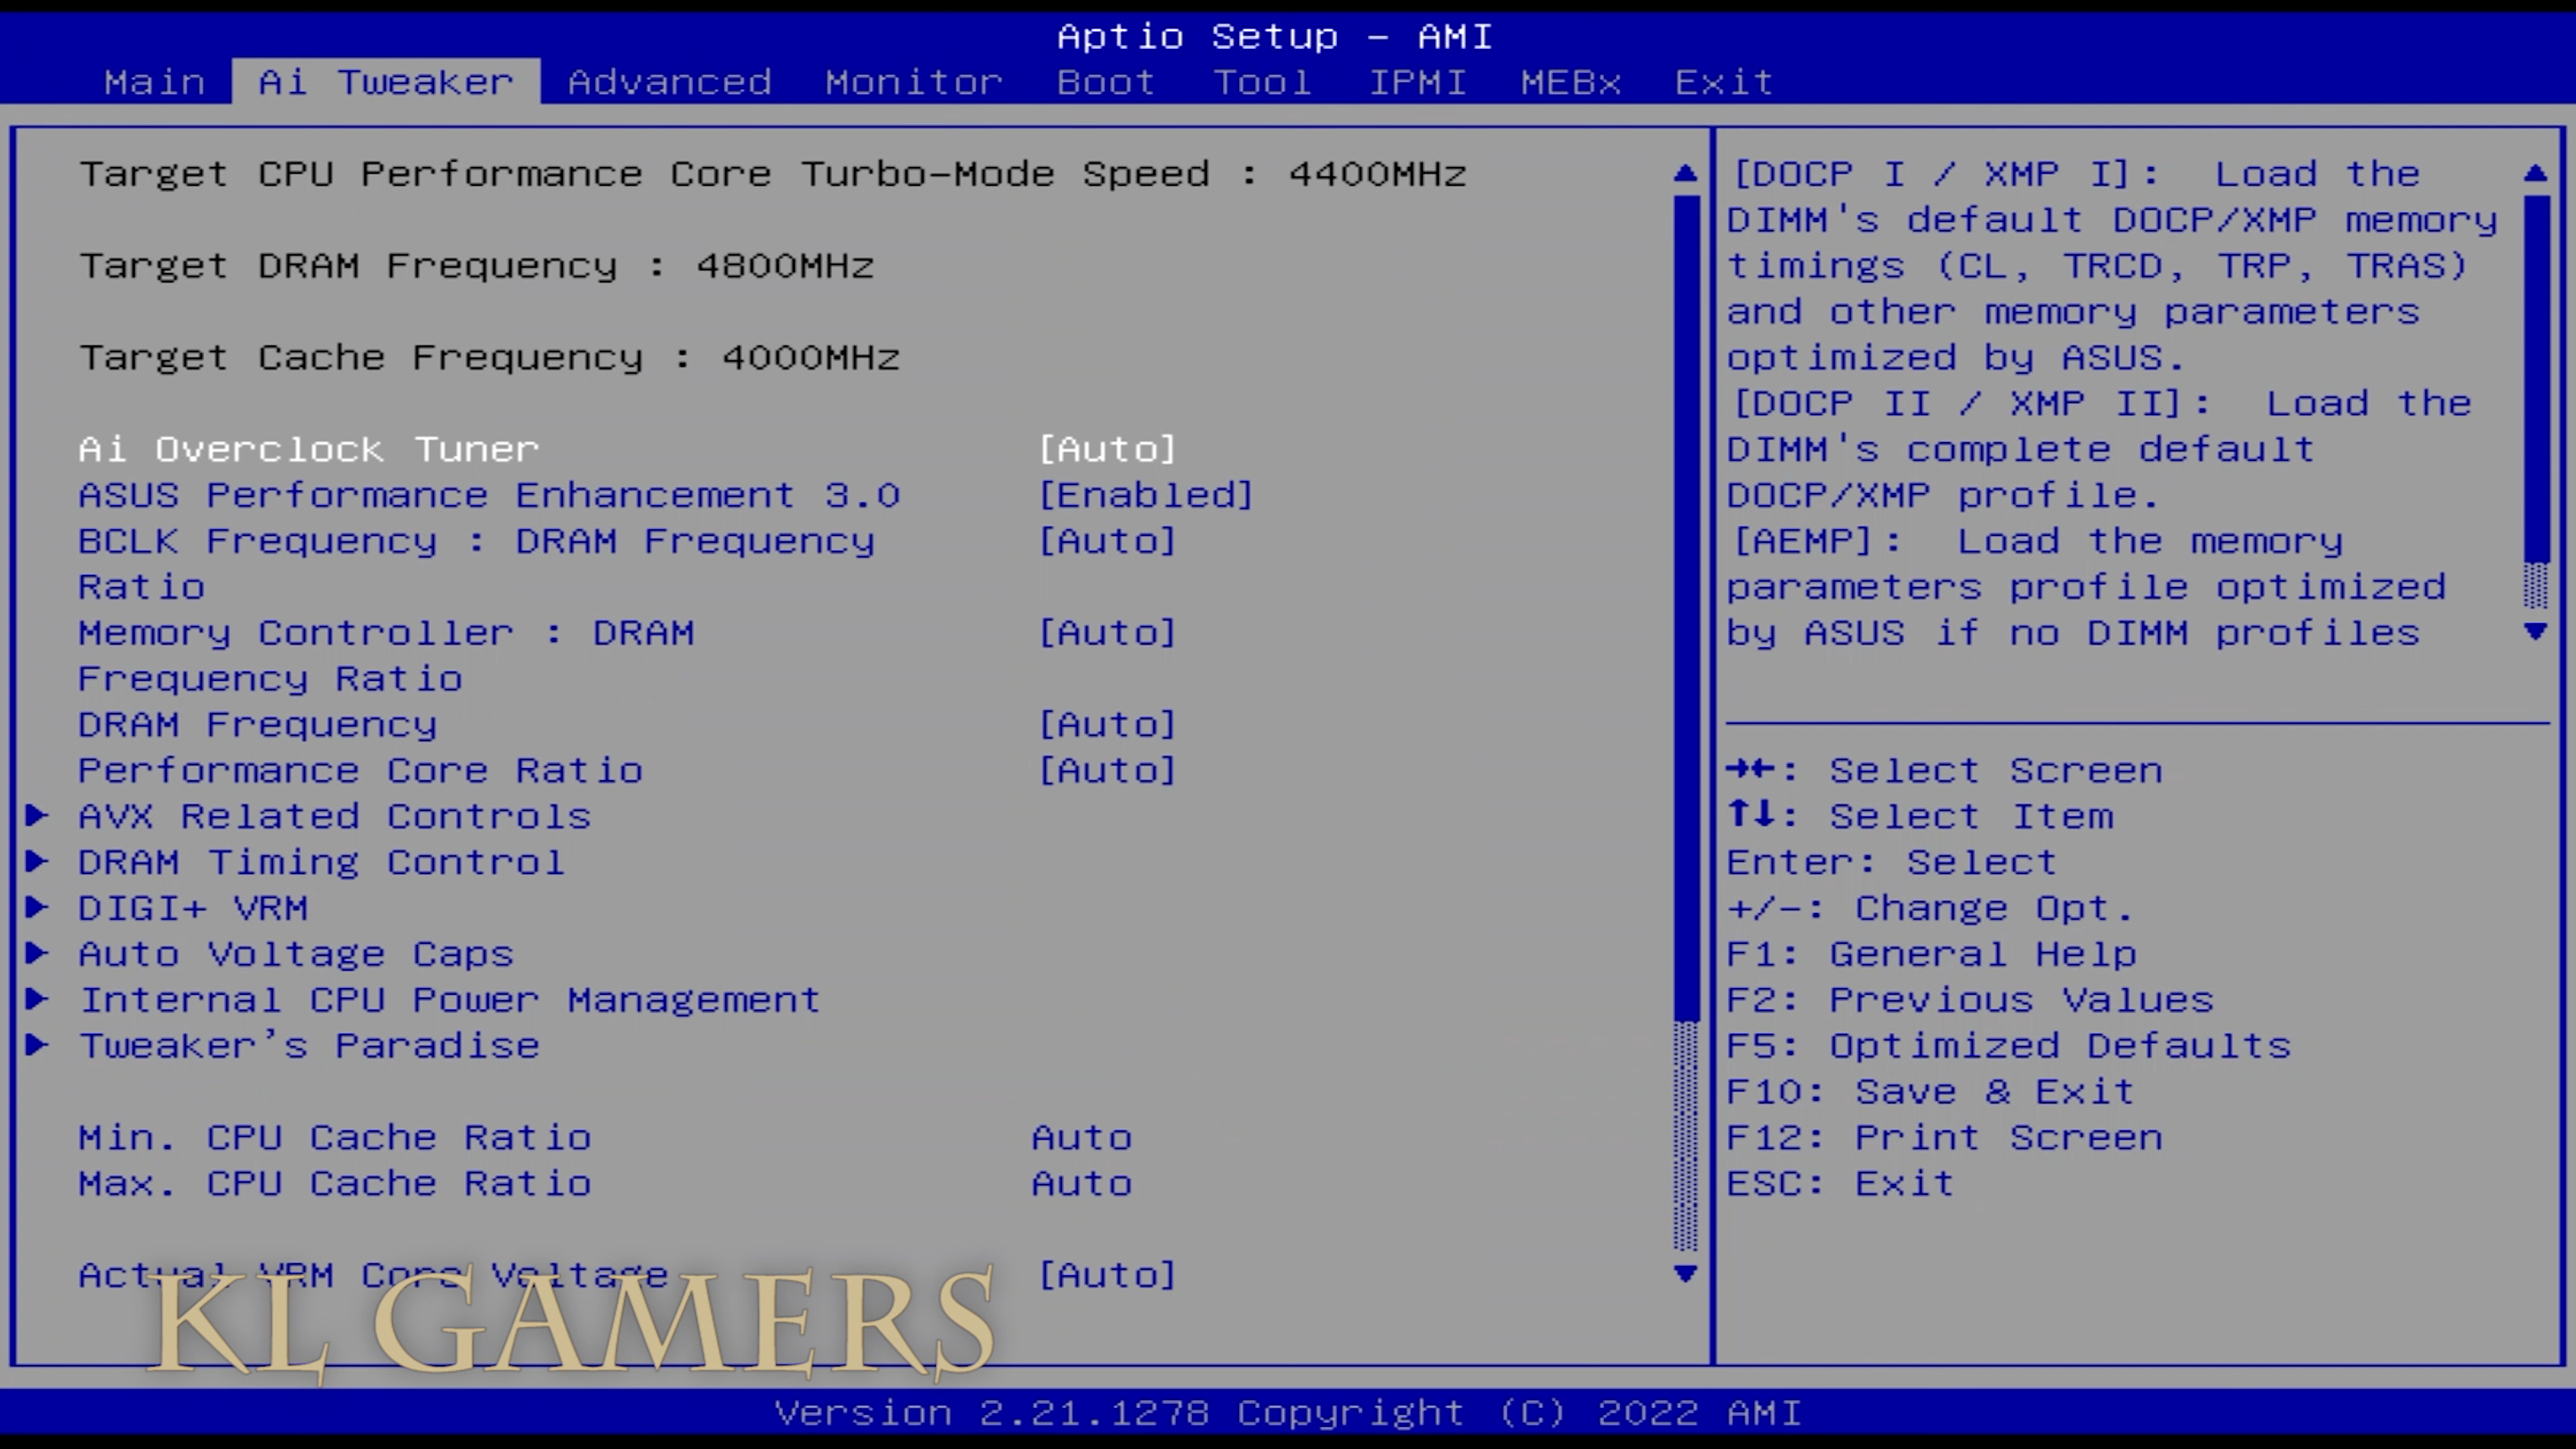 Aptio Setup - AMI
Main Ai Tweaker Advanced Monitor Boot Tool IPMI MEBx Exit
Target CPU Performance Core Turbo-Mode Speed : 4400MHz
Target DRAM Frequency : 4800MHz
Target Cache Frequency : 4000MHz
Ai Overclock Tuner [Auto]
ASUS Performance Enhancement 3.0 [Enabled]
BCLK Frequency : DRAM Frequency [Auto]
Ratio
Memory Controller : DRAM [Auto]
Frequency Ratio
DRAM Frequency [Auto]
Performance Core Ratio [Auto]
AVX Related Controls
DRAM Timing Control
DIGI+ VRM
Auto Voltage Caps
Internal CPU Power Management
Tweaker's Paradise
Min. CPU Cache Ratio Auto
Max. CPU Cache Ratio Auto
Actual VRM Core Voltage [Auto]
KL GAMERS
[DOCP I / XMP I]: Load the
DIMM's default DOCP/XMP memory
timings (CL, TRCD, TRP, TRAS)
and other memory parameters
optimized by ASUS.
[DOCP II / XMP II]: Load the
DIMM's complete default
DOCP/XMP profile.
[AEMP]: Load the memory
parameters profile optimized
by ASUS if no DIMM profiles
→←: Select Screen
↑↓: Select Item
Enter: Select
+/-: Change Opt.
F1: General Help
F2: Previous Values
F5: Optimized Defaults
F10: Save & Exit
F12: Print Screen
ESC: Exit
Version 2.21.1278 Copyright (C) 2022 AMI